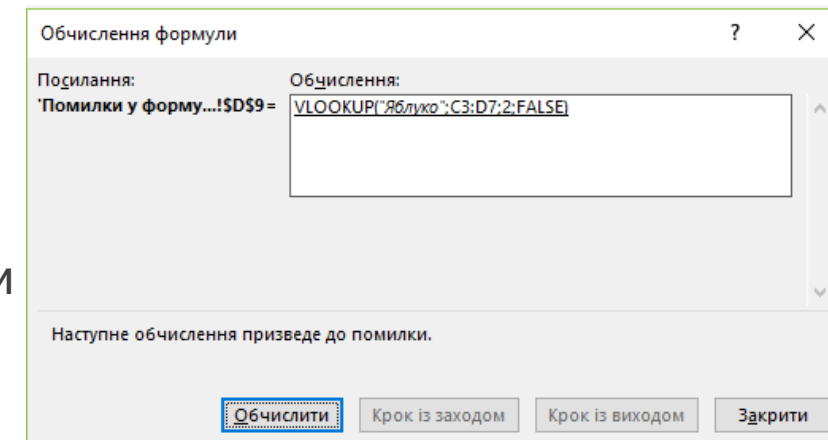 Обчислення формули ?
Посилання: Обчислення:
'Помилки у форму...!$D$9 = VLOOKUP("Яблуко";C3:D7;2;FALSE)
и
Наступне обчислення призведе до помилки.
Обчислити Крок із заходом Крок із виходом Закрити